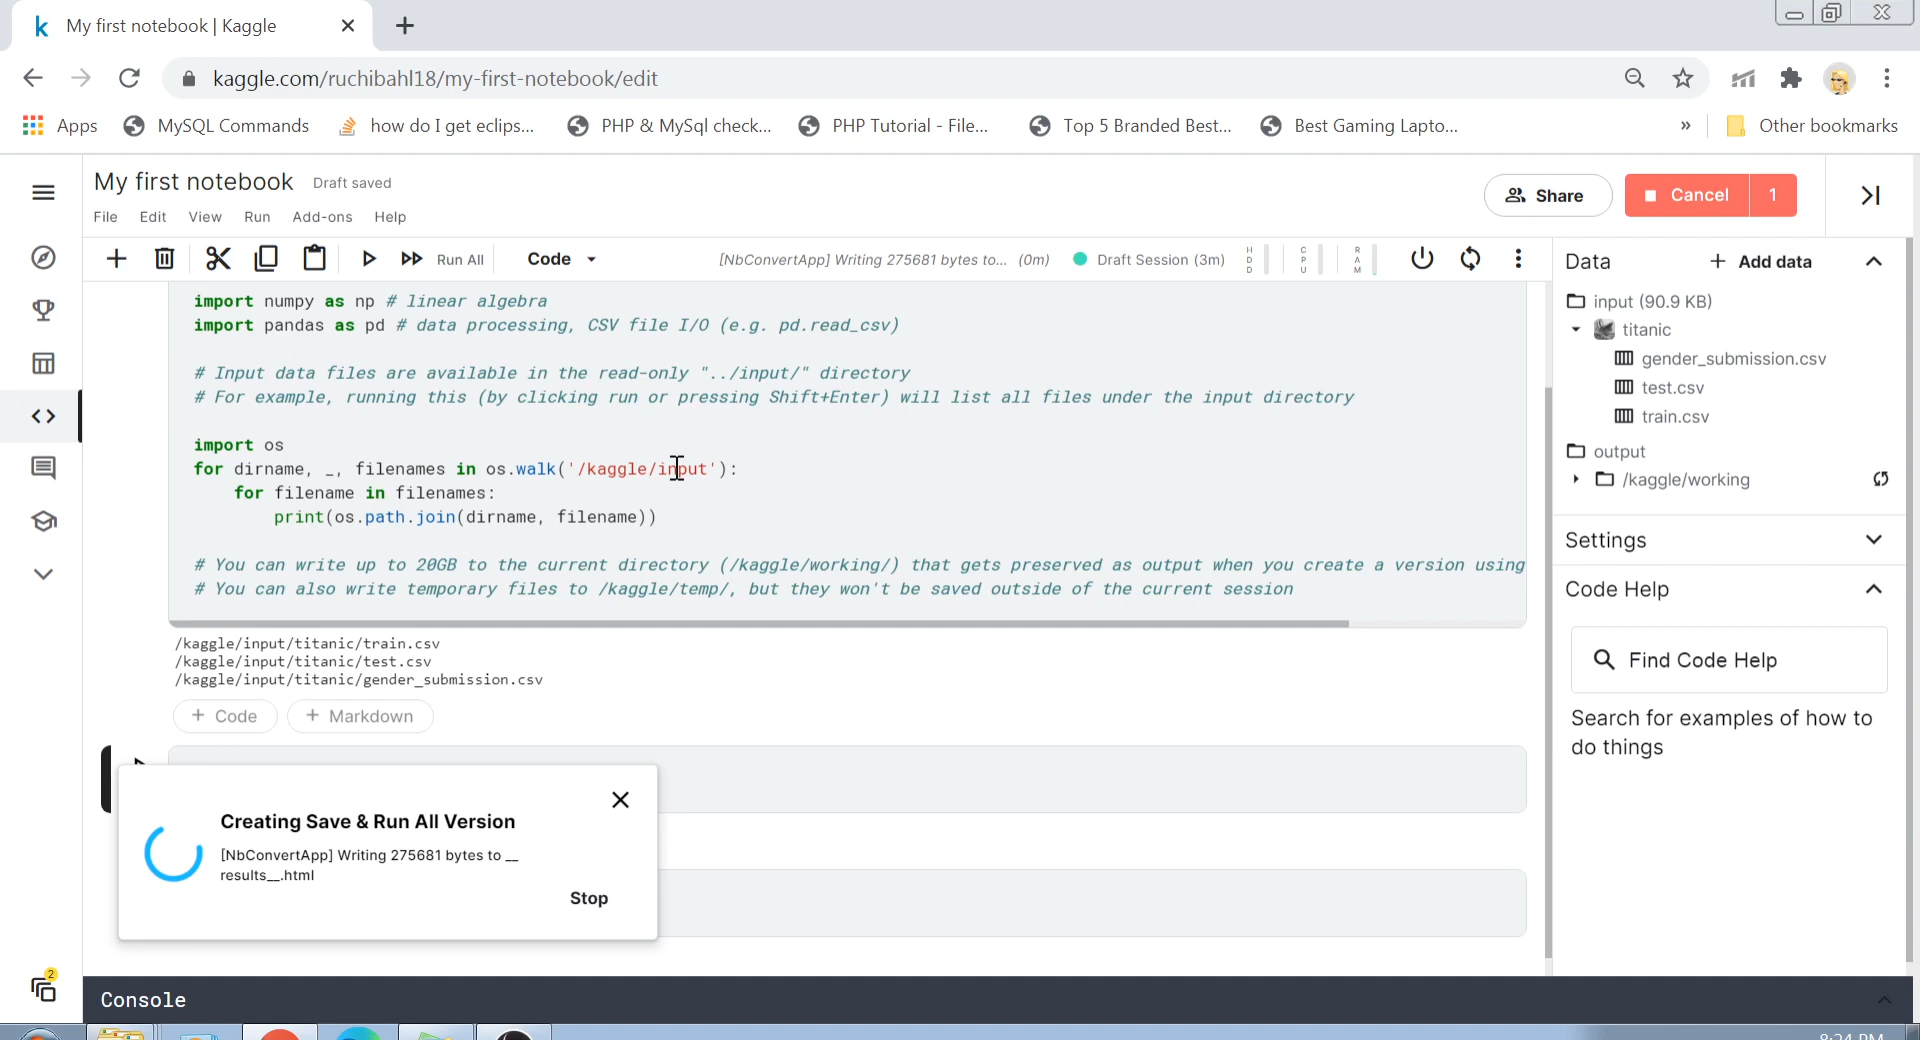 My first notebook | Kaggle
kaggle.com/ruchibahl18/my-first-notebook/edit
Apps
MySQL Commands
how do I get eclips...
PHP & MySql check...
PHP Tutorial - File...
Top 5 Branded Best...
Best Gaming Lapto...
»
Other bookmarks
My first notebook
Draft saved
File Edit View Run Add-ons Help
Share
Cancel
1
Run All
Code
[NbConvertApp] Writing 275681 bytes to... (0m)
Draft Session (3m)
HDD
CPU
RAM
import numpy as np # linear algebra
import pandas as pd # data processing, CSV file I/O (e.g. pd.read_csv)
# Input data files are available in the read-only "../input/" directory
# For example, running this (by clicking run or pressing Shift+Enter) will list all files under the input directory
import os
for dirname, _, filenames in os.walk('/kaggle/input'):
for filename in filenames:
print(os.path.join(dirname, filename))
# You can write up to 20GB to the current directory (/kaggle/working/) that gets preserved as output when you create a version using
# You can also write temporary files to /kaggle/temp/, but they won't be saved outside of the current session
/kaggle/input/titanic/train.csv
/kaggle/input/titanic/test.csv
/kaggle/input/titanic/gender_submission.csv
+ Code
+ Markdown
Creating Save & Run All Version
[NbConvertApp] Writing 275681 bytes to __
results__.html
Stop
Data
+ Add data
input (90.9 KB)
titanic
gender_submission.csv
test.csv
train.csv
output
/kaggle/working
Settings
Code Help
Find Code Help
Search for examples of how to
do things
2
Console
8:24 PM